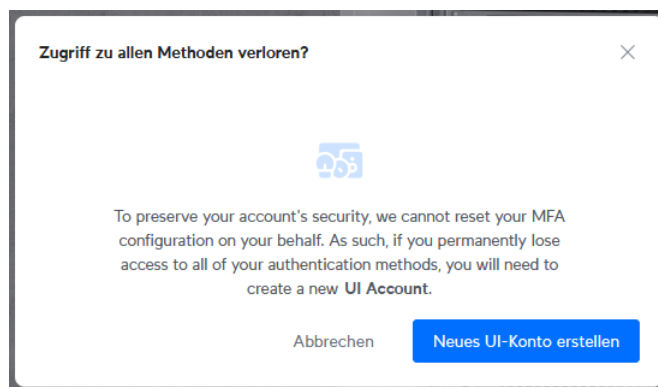 Zugriff zu allen Methoden verloren?
To preserve your account's security, we cannot reset your MFA
configuration on your behalf. As such, if you permanently lose
access to all of your authentication methods, you will need to
create a new UI Account.
Abbrechen
Neues UI-Konto erstellen